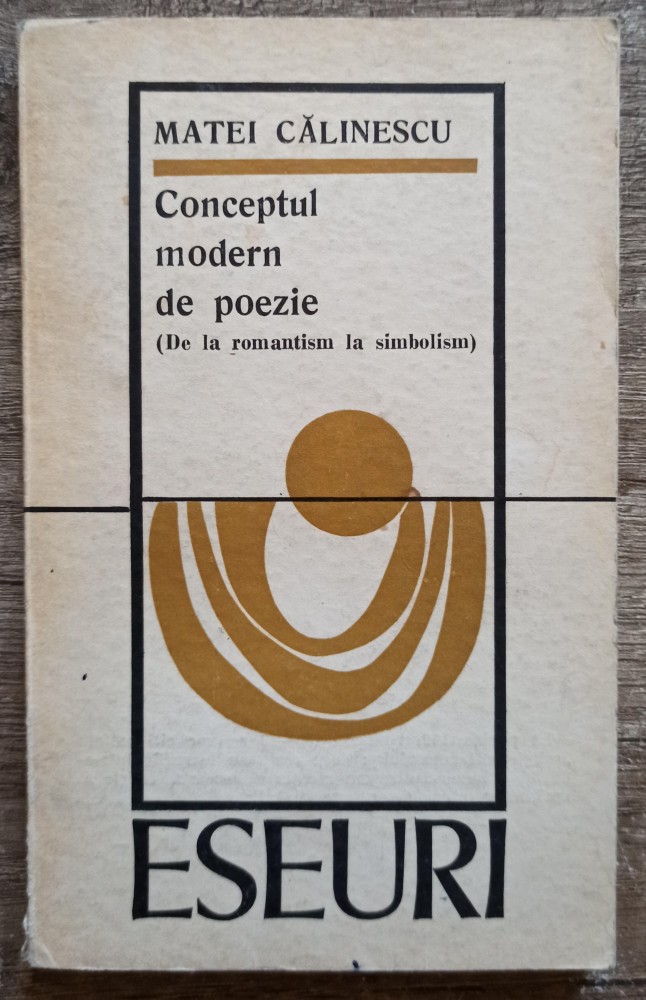 MATEI CĂLINESCU
Conceptul
modern
de poezie
(De la romantism la simbolism)
ESEURI